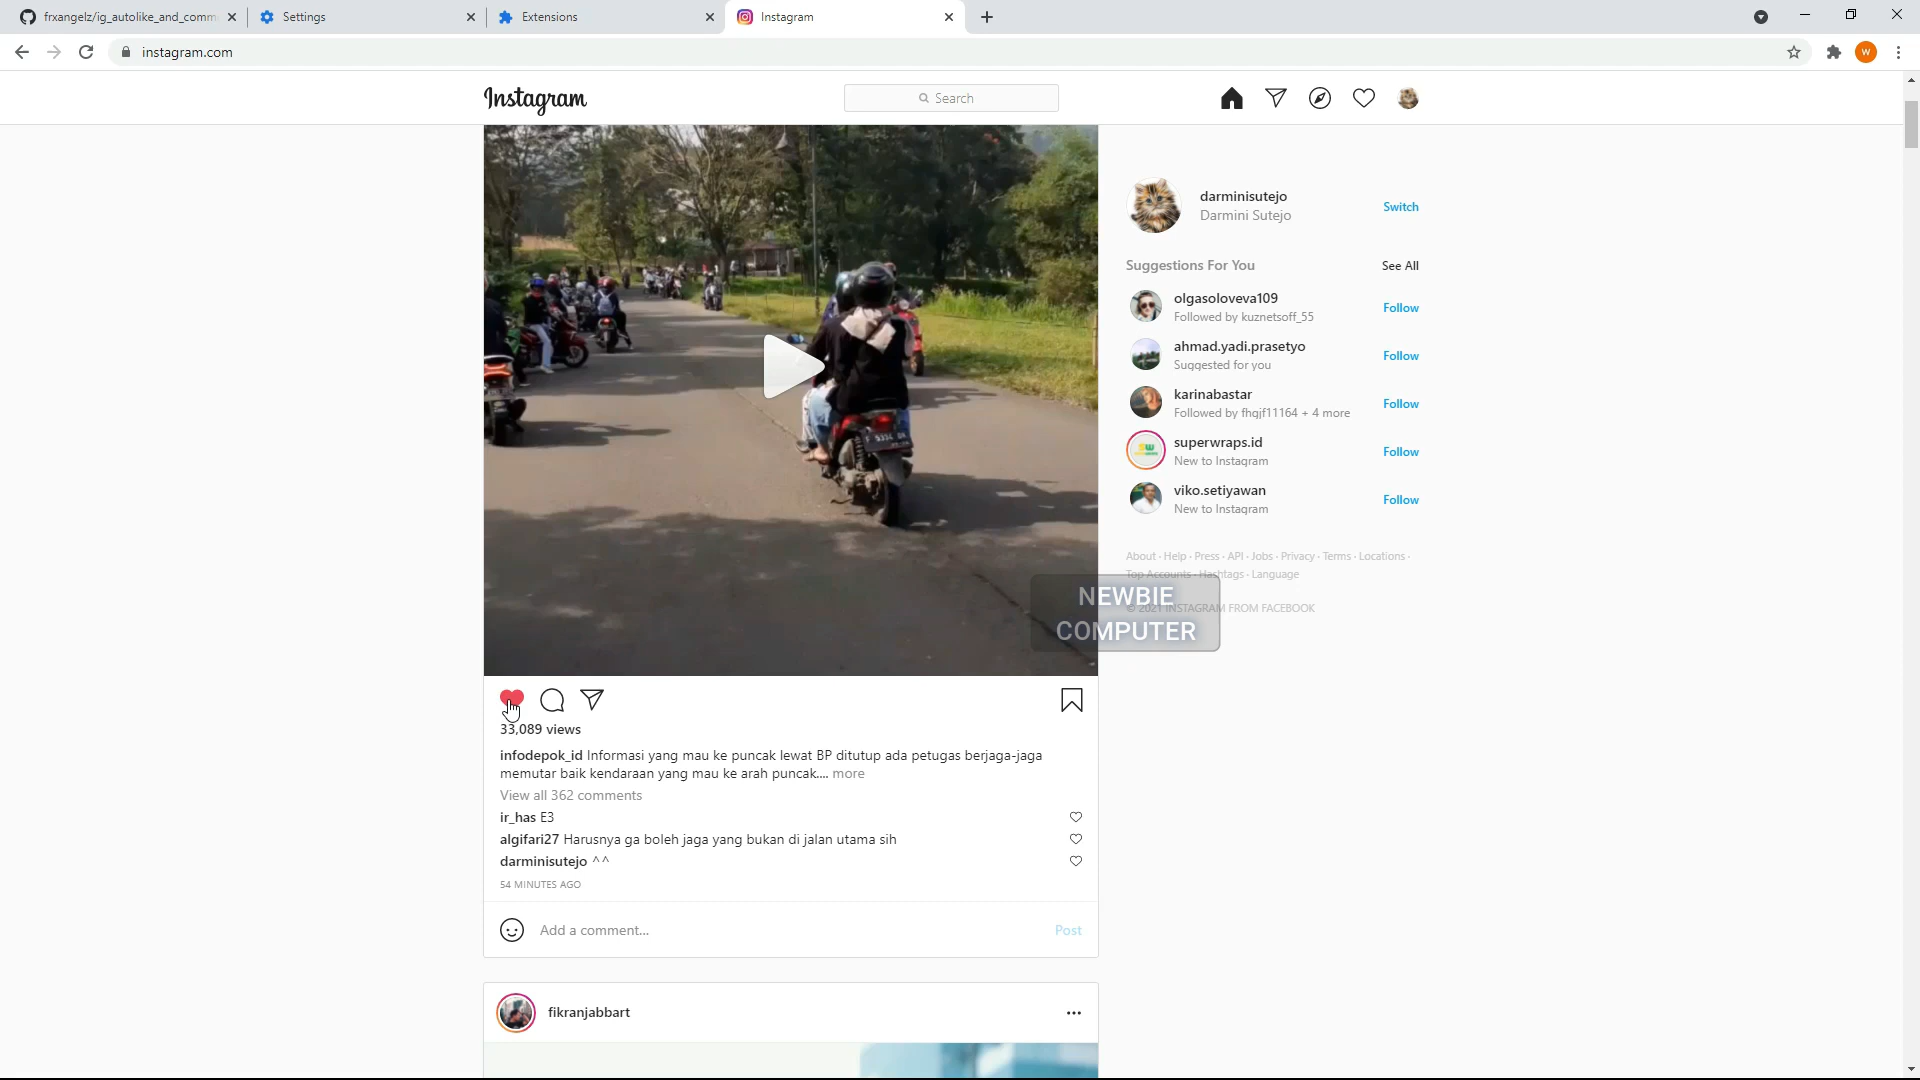 frxangelz/ig_autolike_and_comm
Settings
Extensions
Instagram
instagram.com
W
Instagram
Search
darminisutejo
Darmini Sutejo
Switch
Suggestions For You
See All
olgasoloveva109
Followed by kuznetsoff_55
Follow
ahmad.yadi.prasetyo
Suggested for you
Follow
karinabastar
Followed by fhqjf11164 + 4 more
Follow
superwraps.id
New to Instagram
Follow
viko.setiyawan
New to Instagram
Follow
About · Help · Press · API · Jobs · Privacy · Terms · Locations ·
Top Accounts · Hashtags · Language
© 2021 INSTAGRAM FROM FACEBOOK
NEWBIE
COMPUTER
33,089 views
infodepok_id Informasi yang mau ke puncak lewat BP ditutup ada petugas berjaga-jaga
memutar baik kendaraan yang mau ke arah puncak.... more
View all 362 comments
ir_has E3
algifari27 Harusnya ga boleh jaga yang bukan di jalan utama sih
darminisutejo ^^
54 MINUTES AGO
Add a comment...
Post
fikranjabbart